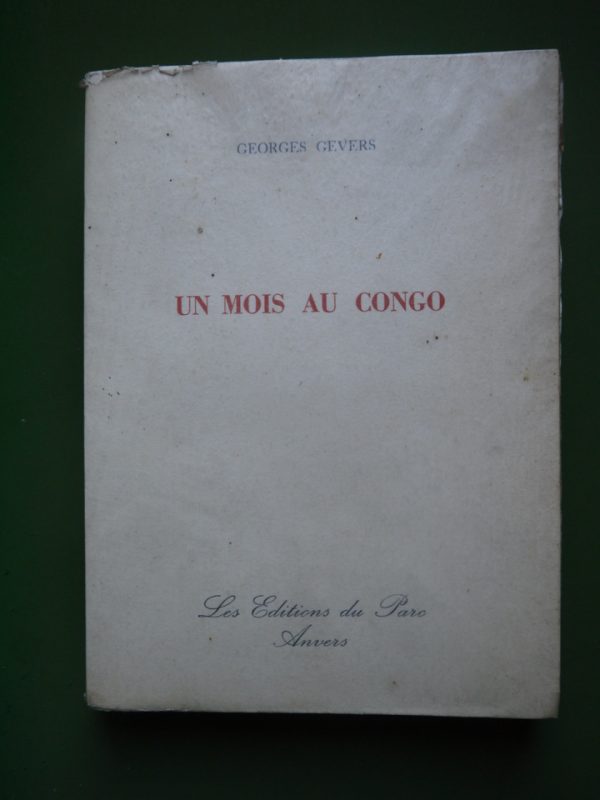 GEORGES GEVERS
UN MOIS AU CONGO
Les Editions du Parc
Anvers